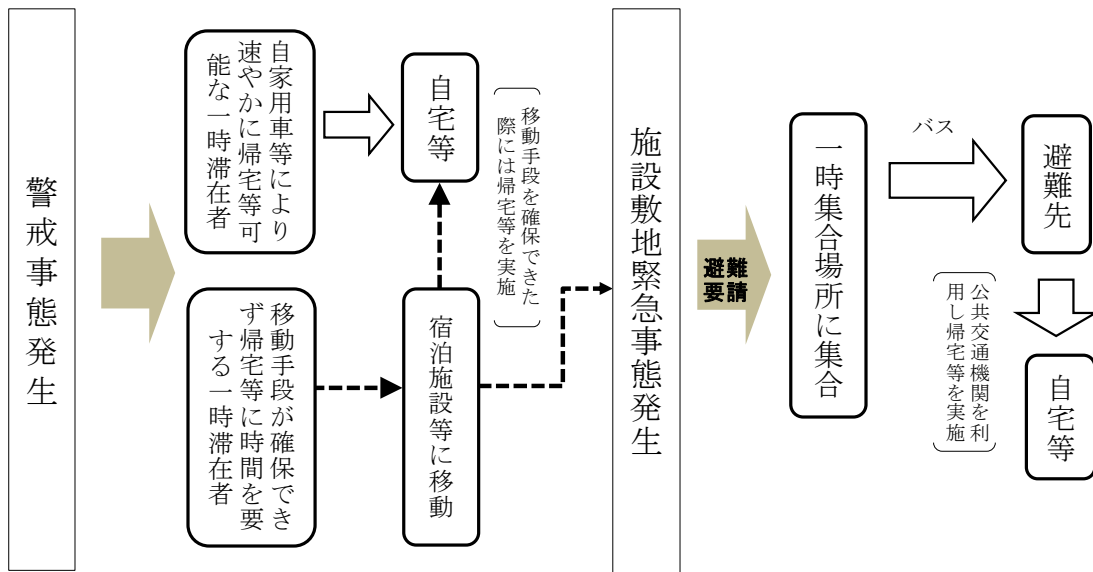 警戒事態発生
自家用車等により
速やかに帰宅等可
能な一時滞在者
自宅等
移動手段を確保できた
際には帰宅等を実施
移動手段が確保でき
ず帰宅等に時間を要
する一時滞在者
宿泊施設等に移動
施設敷地緊急事態発生
避難
要請
一時集合場所に集合
バス
避難先
公共交通機関を利
用し帰宅等を実施
自宅等